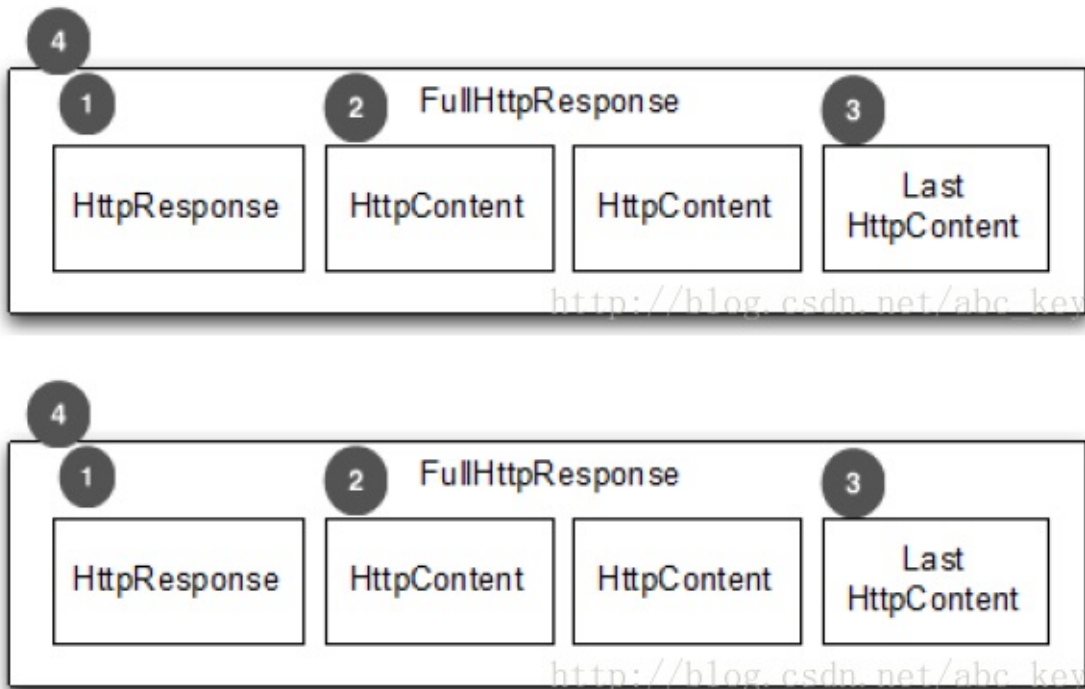 4
1
2
FullHttpResponse
3
HttpResponse
HttpContent
HttpContent
Last
HttpContent
http://blog.csdn.net/abc_key
4
1
2
FullHttpResponse
3
HttpResponse
HttpContent
HttpContent
Last
HttpContent
http://blog.csdn.net/abc_key